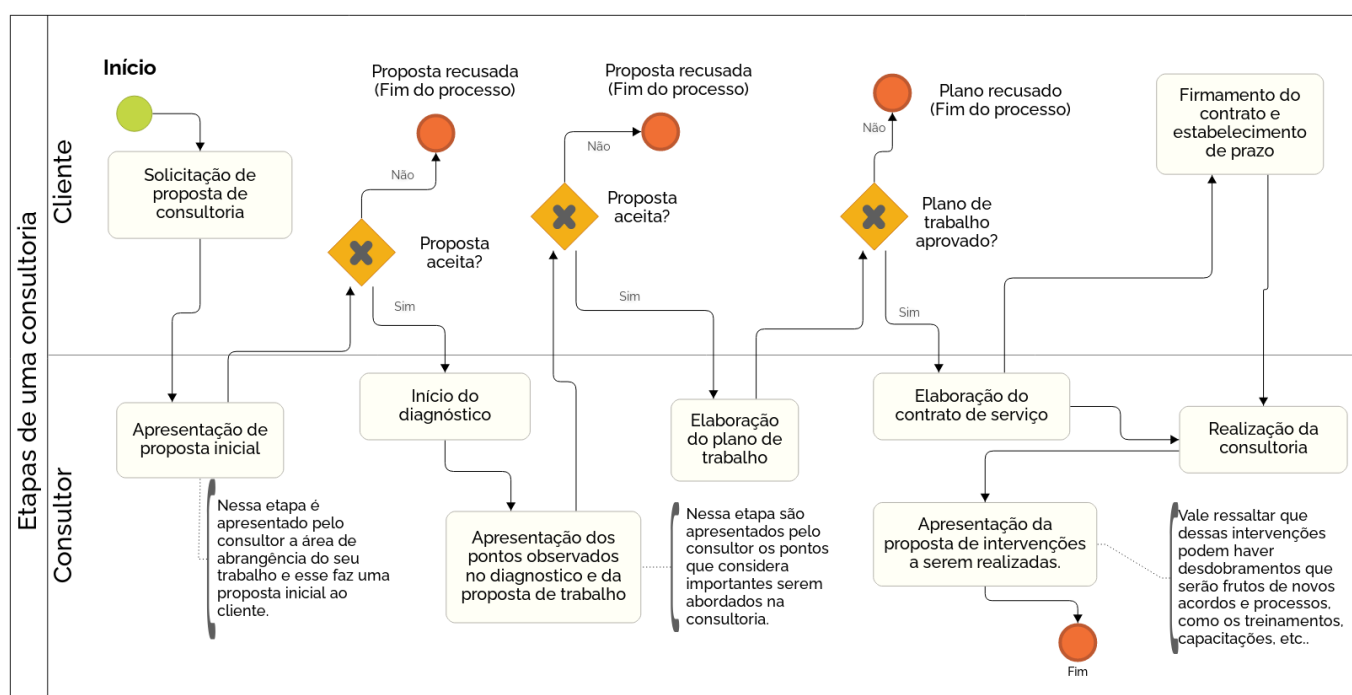 Etapas de uma consultoria
Cliente
Início
Solicitação de
proposta de
consultoria
Proposta recusada
(Fim do processo)
Não
Proposta
aceita?
Sim
Proposta recusada
(Fim do processo)
Não
Proposta
aceita?
Sim
Plano recusado
(Fim do processo)
Não
Plano de
trabalho
aprovado?
Sim
Firmamento do
contrato e
estabelecimento
de prazo
Consultor
Apresentação de
proposta inicial
Nessa etapa é
apresentado pelo
consultor a área de
abrangência do seu
trabalho e esse faz uma
proposta inicial ao
cliente.
Início do
diagnóstico
Apresentação dos
pontos observados
no diagnostico e da
proposta de trabalho
Nessa etapa são
apresentados pelo
consultor os pontos
que considera
importantes serem
abordados na
consultoria.
Elaboração
do plano de
trabalho
Elaboração do
contrato de serviço
Realização da
consultoria
Apresentação da
proposta de intervenções
a serem realizadas.
Vale ressaltar que
dessas intervenções
podem haver
desdobramentos que
serão frutos de novos
acordos e processos,
como os treinamentos,
capacitações, etc..
Fim